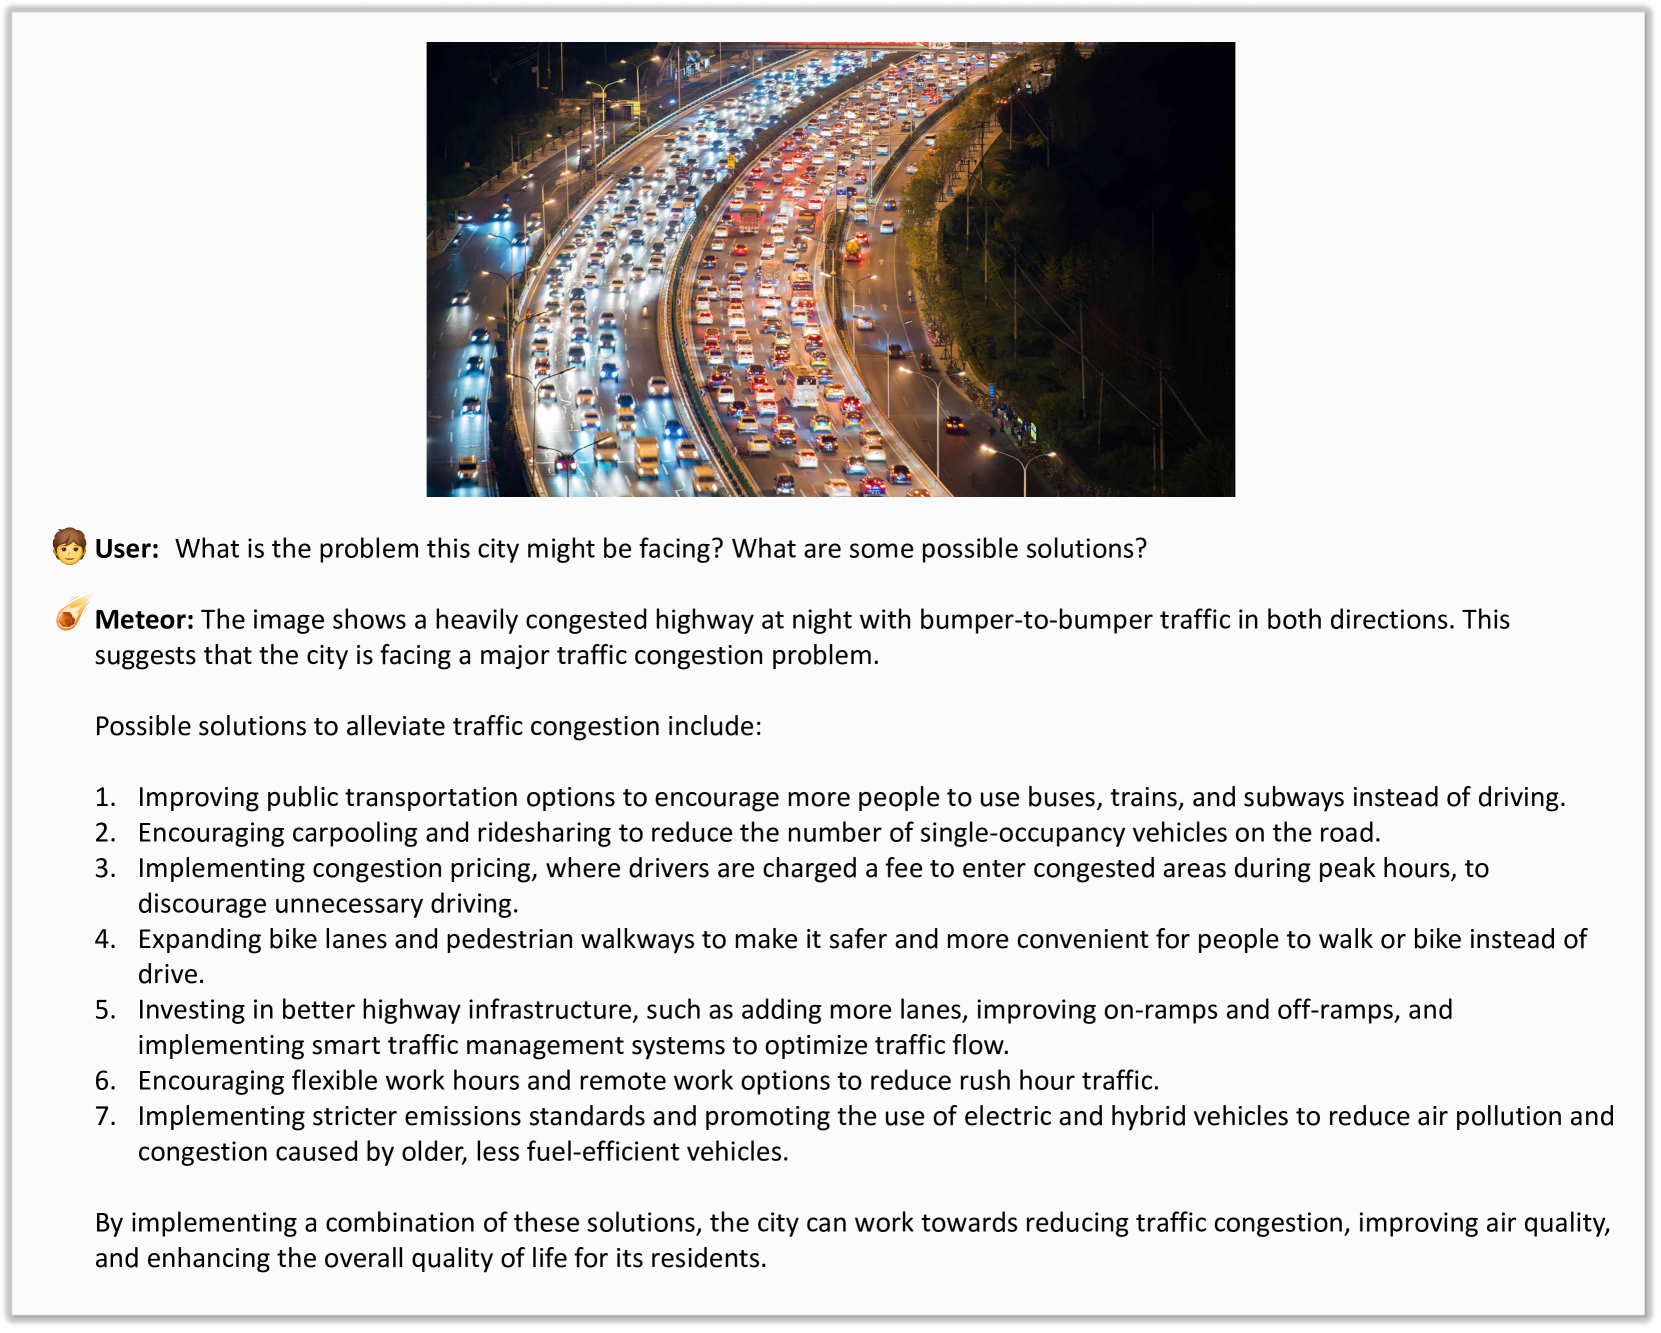 User: What is the problem this city might be facing? What are some possible solutions?
Meteor: The image shows a heavily congested highway at night with bumper-to-bumper traffic in both directions. This
suggests that the city is facing a major traffic congestion problem.
Possible solutions to alleviate traffic congestion include:
1. Improving public transportation options to encourage more people to use buses, trains, and subways instead of driving.
2. Encouraging carpooling and ridesharing to reduce the number of single-occupancy vehicles on the road.
3. Implementing congestion pricing, where drivers are charged a fee to enter congested areas during peak hours, to
discourage unnecessary driving.
4. Expanding bike lanes and pedestrian walkways to make it safer and more convenient for people to walk or bike instead of
drive.
5. Investing in better highway infrastructure, such as adding more lanes, improving on-ramps and off-ramps, and
implementing smart traffic management systems to optimize traffic flow.
6. Encouraging flexible work hours and remote work options to reduce rush hour traffic.
7. Implementing stricter emissions standards and promoting the use of electric and hybrid vehicles to reduce air pollution and
congestion caused by older, less fuel-efficient vehicles.
By implementing a combination of these solutions, the city can work towards reducing traffic congestion, improving air quality,
and enhancing the overall quality of life for its residents.